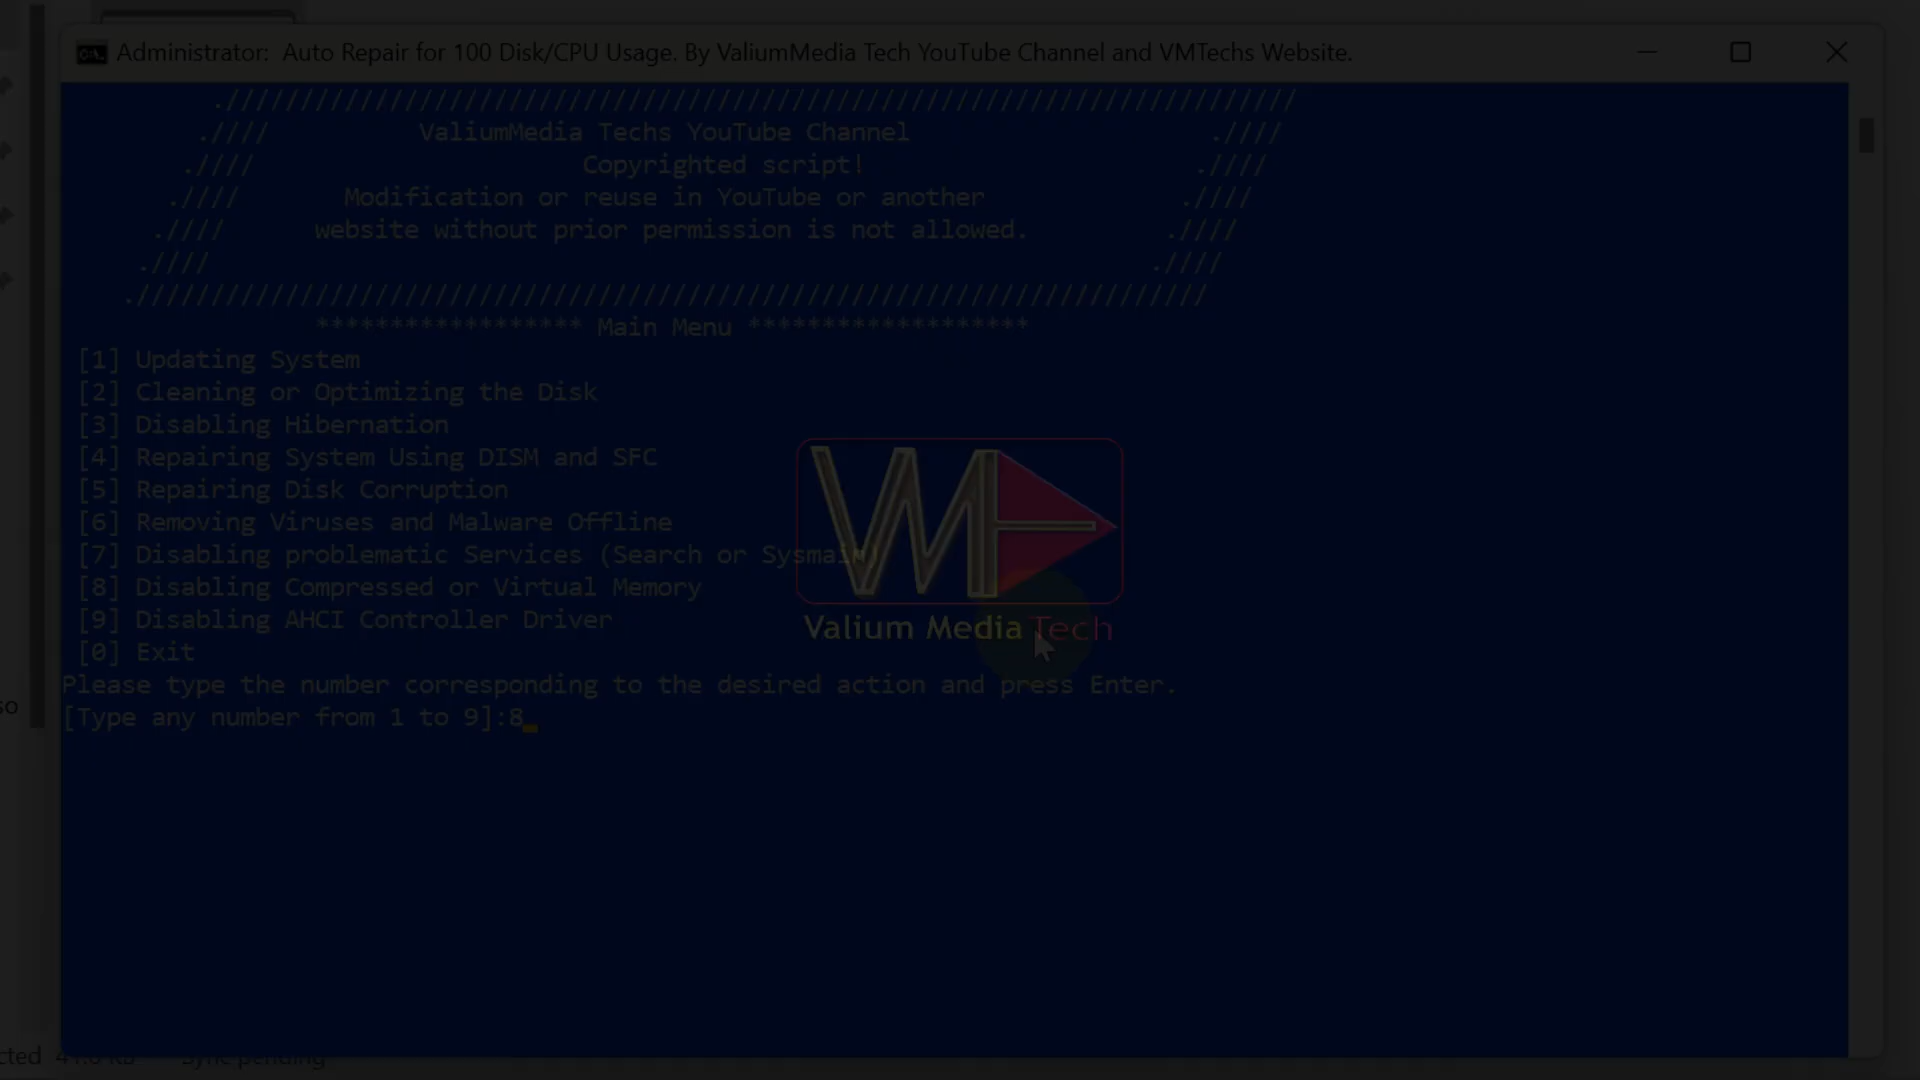 Administrator:  Auto Repair for 100 Disk/CPU Usage. By ValiumMedia Tech YouTube Channel and VMTechs Website.
ValiumMedia Techs YouTube Channel
Copyrighted script!
Modification or reuse in YouTube or another
website without prior permission is not allowed.
****************** Main Menu *******************
[1] Updating System
[2] Cleaning or Optimizing the Disk
[3] Disabling Hibernation
[4] Repairing System Using DISM and SFC
[5] Repairing Disk Corruption
[6] Removing Viruses and Malware Offline
[7] Disabling problematic Services (Search or Sysmain)
[8] Disabling Compressed or Virtual Memory
[9] Disabling AHCI Controller Driver
[0] Exit
Please type the number corresponding to the desired action and press Enter.
[Type any number from 1 to 9]:8
VM
Valium Media Tech
so
cted
Sync pending